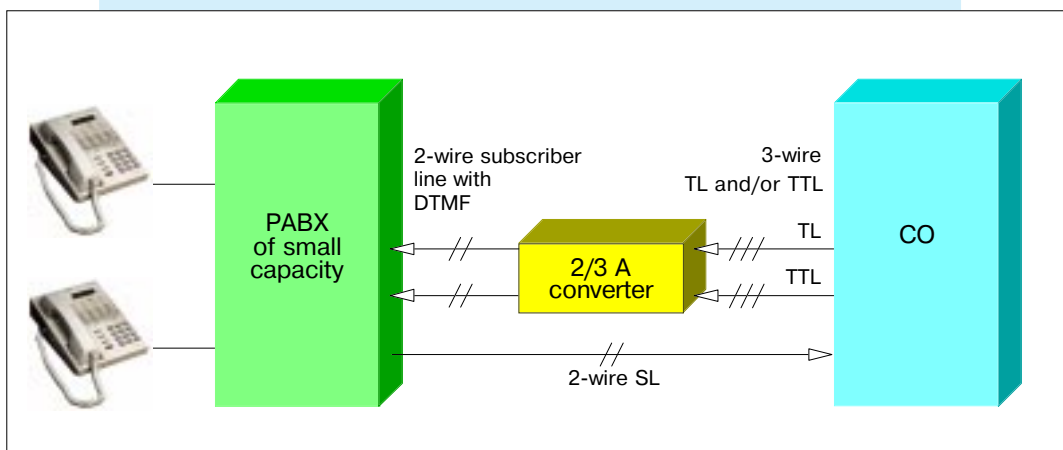 2-wire subscriber
line with
DTMF
3-wire
TL and/or TTL
PABX
of small
capacity
TL
CO
2/3 A
converter
TTL
2-wire SL